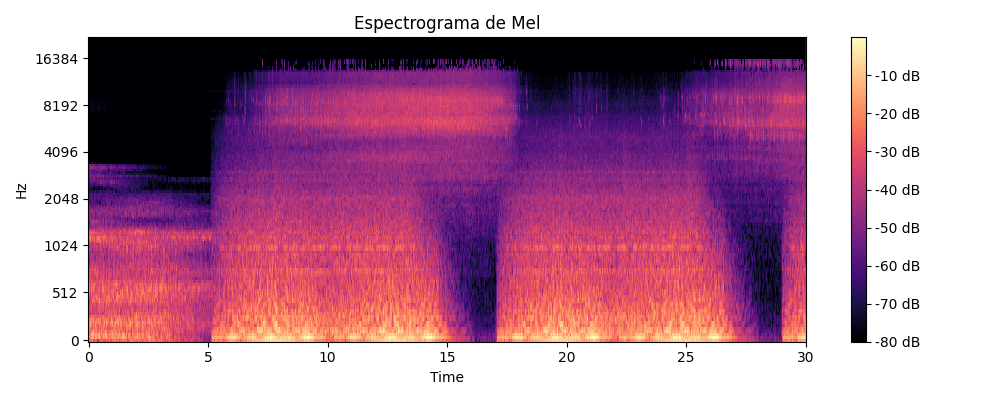 Espectrograma de Mel
16384
8192
4096
2048
1024
512
0
Hz
0 5 10 15 20 25 30
Time
-10 dB
-20 dB
-30 dB
-40 dB
-50 dB
-60 dB
-70 dB
-80 dB